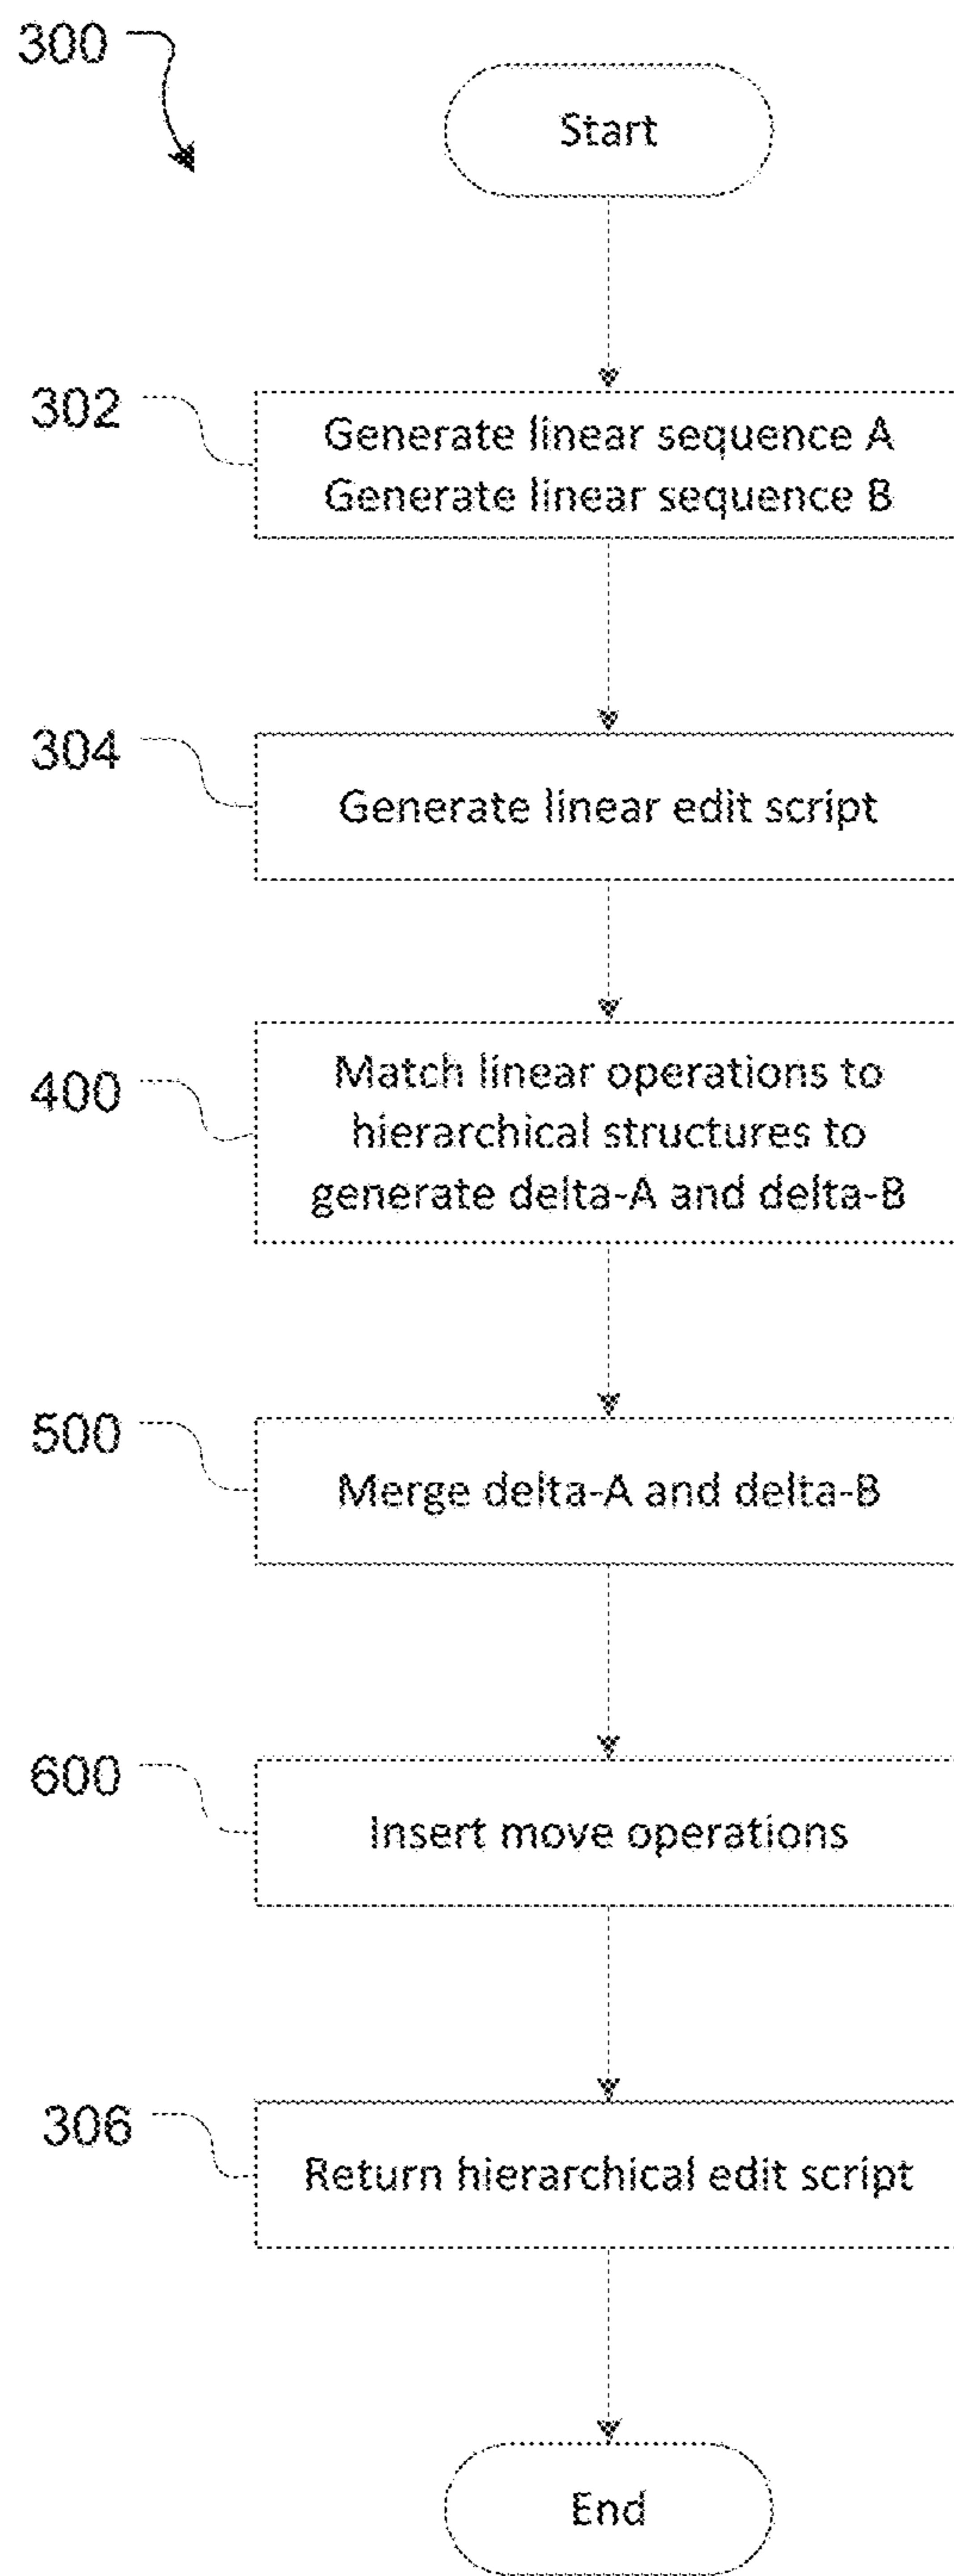 300
Start
302
Generate linear sequence A
Generate linear sequence B
304
Generate linear edit script
400
Match linear operations to
hierarchical structures to
generate delta-A and delta-B
500
Merge delta-A and delta-B
600
Insert move operations
306
Return hierarchical edit script
End